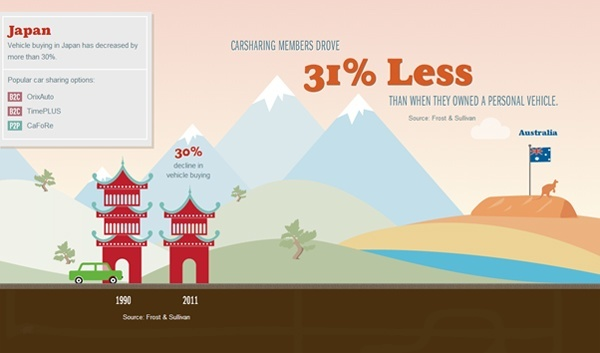 Japan
Vehicle buying in Japan has decreased by
more than 30%.
Popular car sharing options:
B2C OrixAuto
B2C TimePLUS
P2P CaFoRe
CARSHARING MEMBERS DROVE
31% Less
THAN WHEN THEY OWNED A PERSONAL VEHICLE.
Source: Frost & Sullivan
Australia
30%
decline in
vehicle buying
1990 2011
Source: Frost & Sullivan